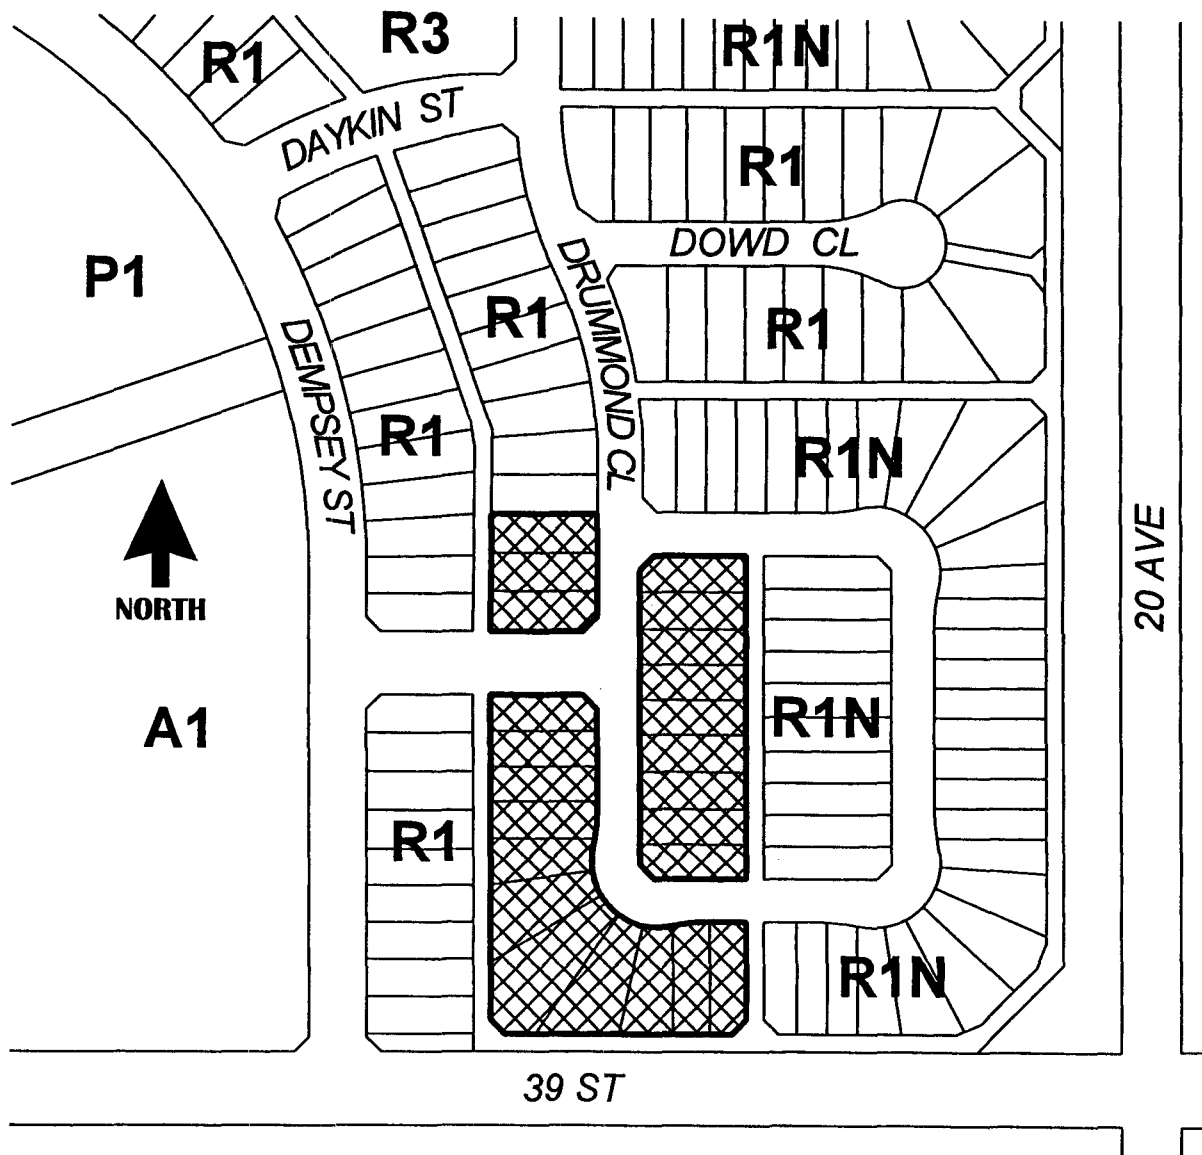 R3
R1
R1N
DAYKIN ST
R1
DOWD CL
P1
DRUMMOND CL
R1
R1
DEMPSEY ST
R1
R1N
20 AVE
NORTH
A1
R1N
R1
R1N
39 ST